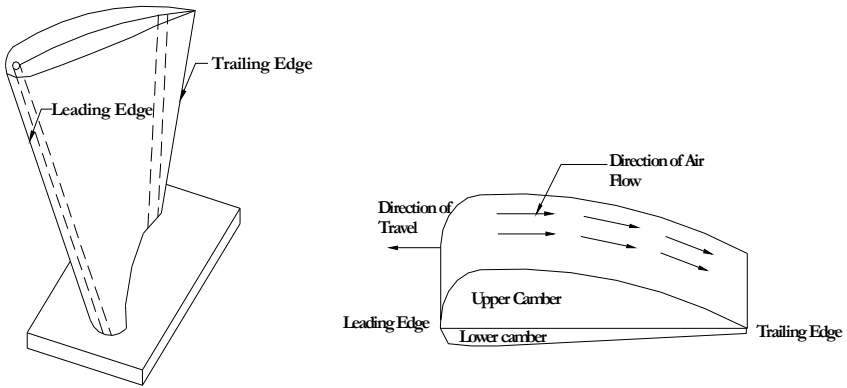 Trailing Edge
Leading Edge
Direction of Air
Flow
Direction of
Travel
Upper Camber
Leading Edge
Lower camber
Trailing Edge